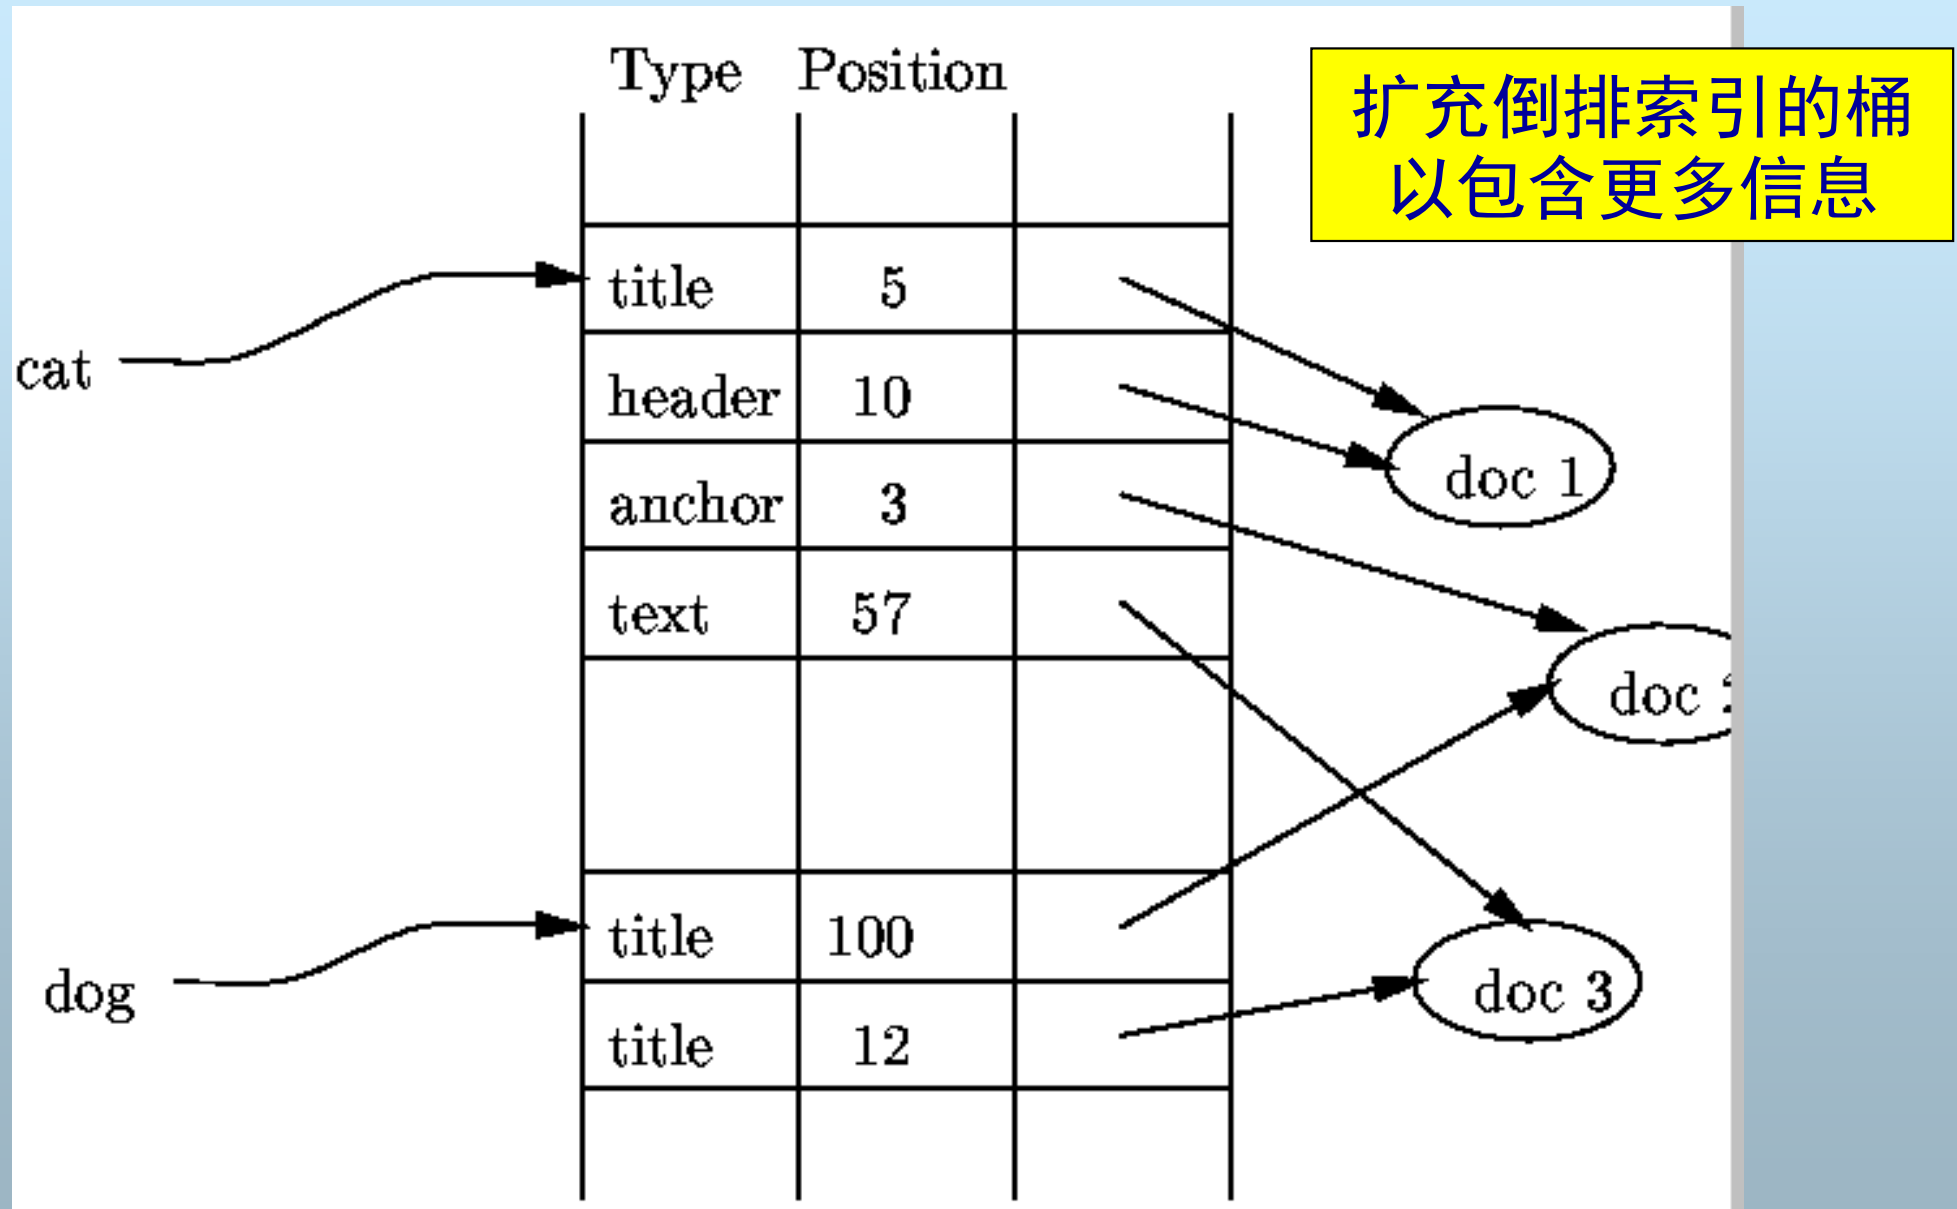 Type Position
扩充倒排索引的桶
以包含更多信息
title 5
cat
header 10
doc 1
anchor 3
text 57
doc
title 100
dog
doc 3
title 12